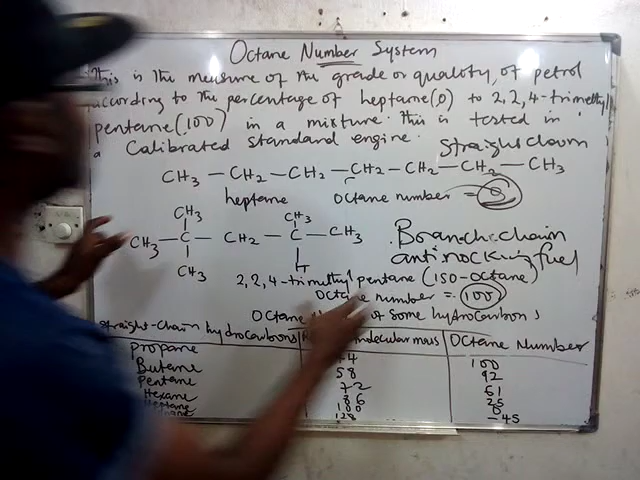 Octane Number System
This is the measure of the grade or quality, of petrol
according to the percentage of heptane(0) to 2,2,4-trimethyl
pentane(100) in a mixture. This is tested in
a Calibrated standard engine.
Straight chain
CH3 — CH2 — CH2 — CH2 — CH2 — CH2 — CH3
heptane Octane number = 0
CH3 CH3
CH3 — C — CH2 — C — CH3
CH3 H
Branch chain
antinocking fuel
2,2,4-trimethyl pentane (iso-octane)
Octane number = 100
Octane of some hydrocarbons
Straight-chain hydrocarbons molecular mass Octane Number
Propane 44 100
Butane 58 92
Pentane 72 61
Hexane 86 25
Heptane 100 0
128 -45